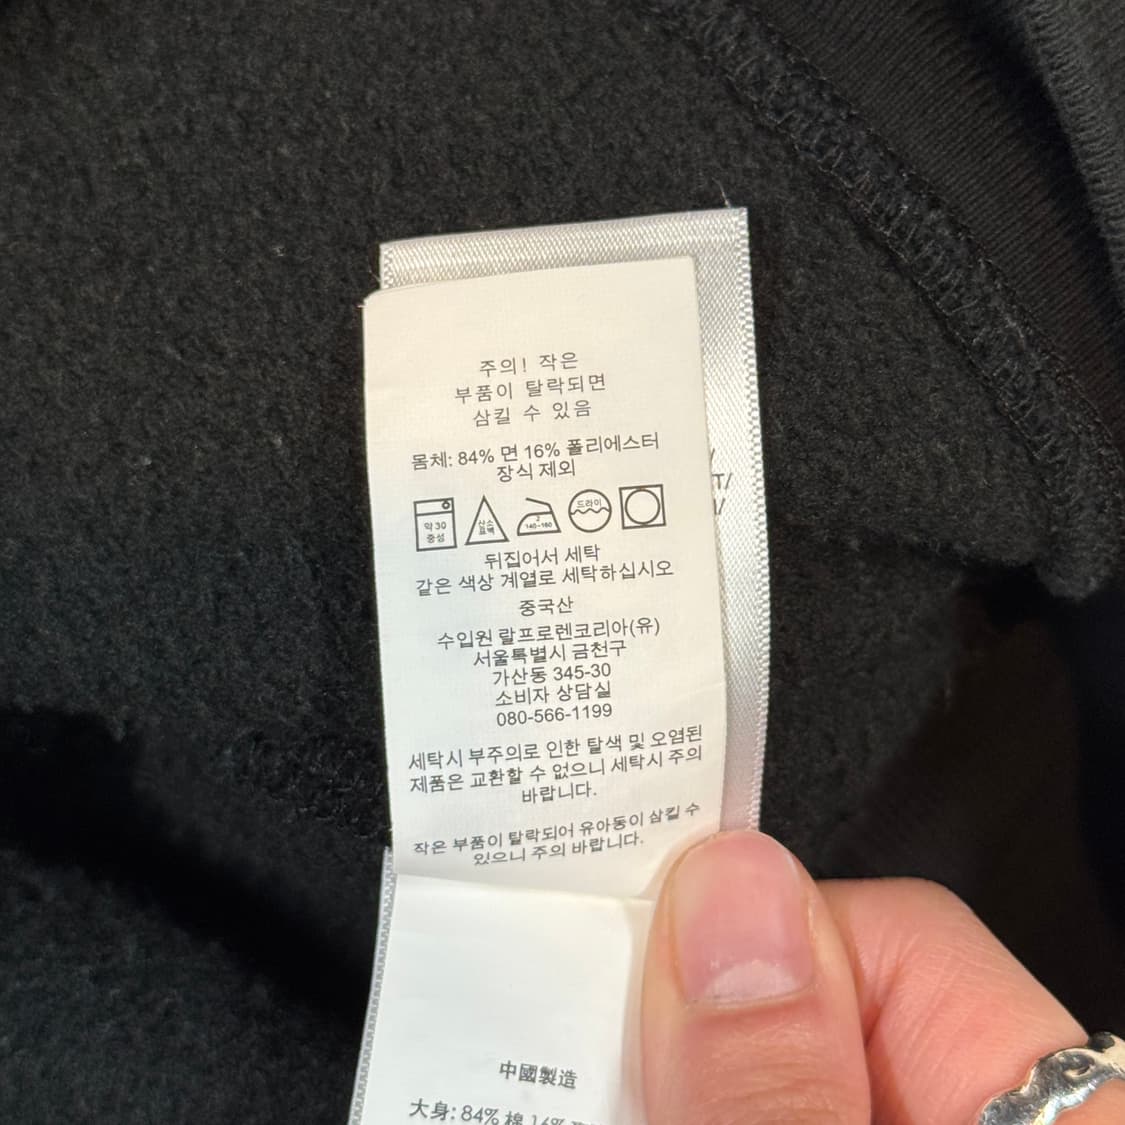 주의! 작은
부품이 탈락되면
삼킬 수 있음
몸체: 84% 면 16% 폴리에스터
장식 제외
약 30
중성
산소
표백
2
140~160
드라이
T/
/
뒤집어서 세탁
같은 색상 계열로 세탁하십시오
중국산
수입원 랄프로렌코리아(유)
서울특별시 금천구
가산동 345-30
소비자 상담실
080-566-1199
세탁시 부주의로 인한 탈색 및 오염된
제품은 교환할 수 없으니 세탁시 주의
바랍니다.
작은 부품이 탈락되어 유아동이 삼킬 수
있으니 주의 바랍니다.
中國製造
大身: 84% 棉 16%